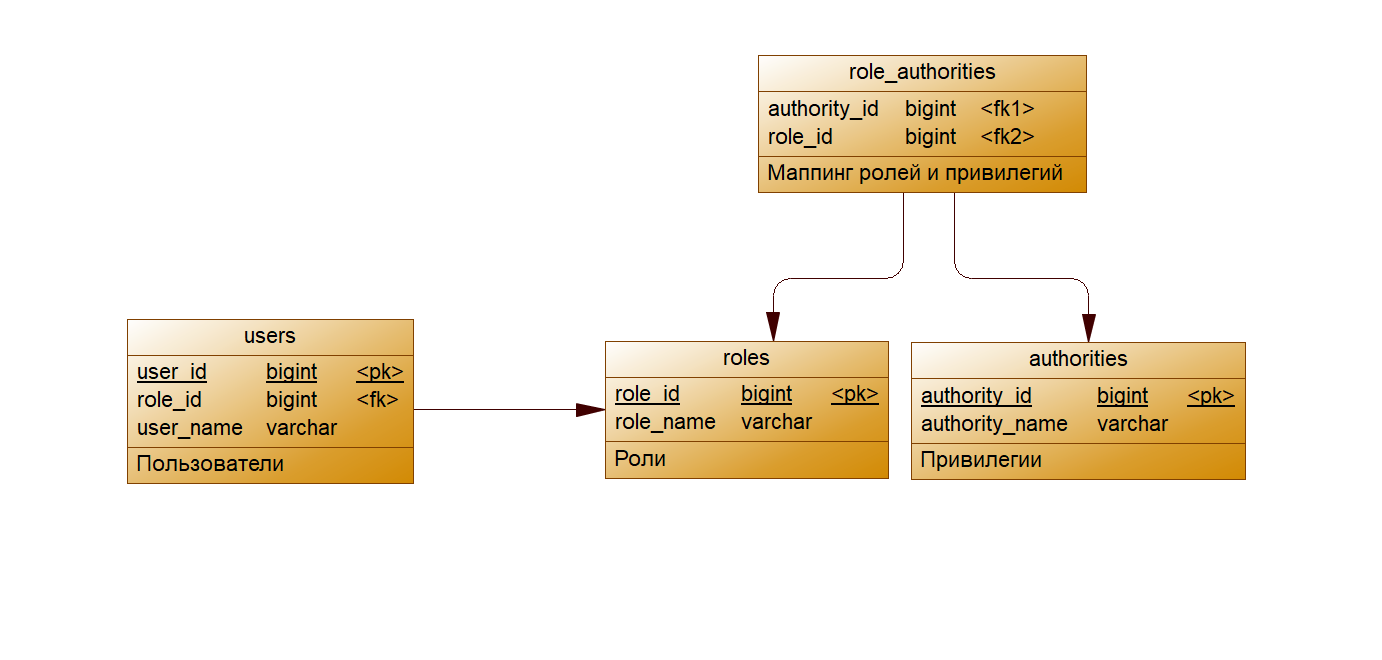 role_authorities
authority_id bigint <fk1>
role_id bigint <fk2>
Маппинг ролей и привилегий
users
user_id bigint <pk>
role_id bigint <fk>
user_name varchar
Пользователи
roles
role_id bigint <pk>
role_name varchar
Роли
authorities
authority_id bigint <pk>
authority_name varchar
Привилегии